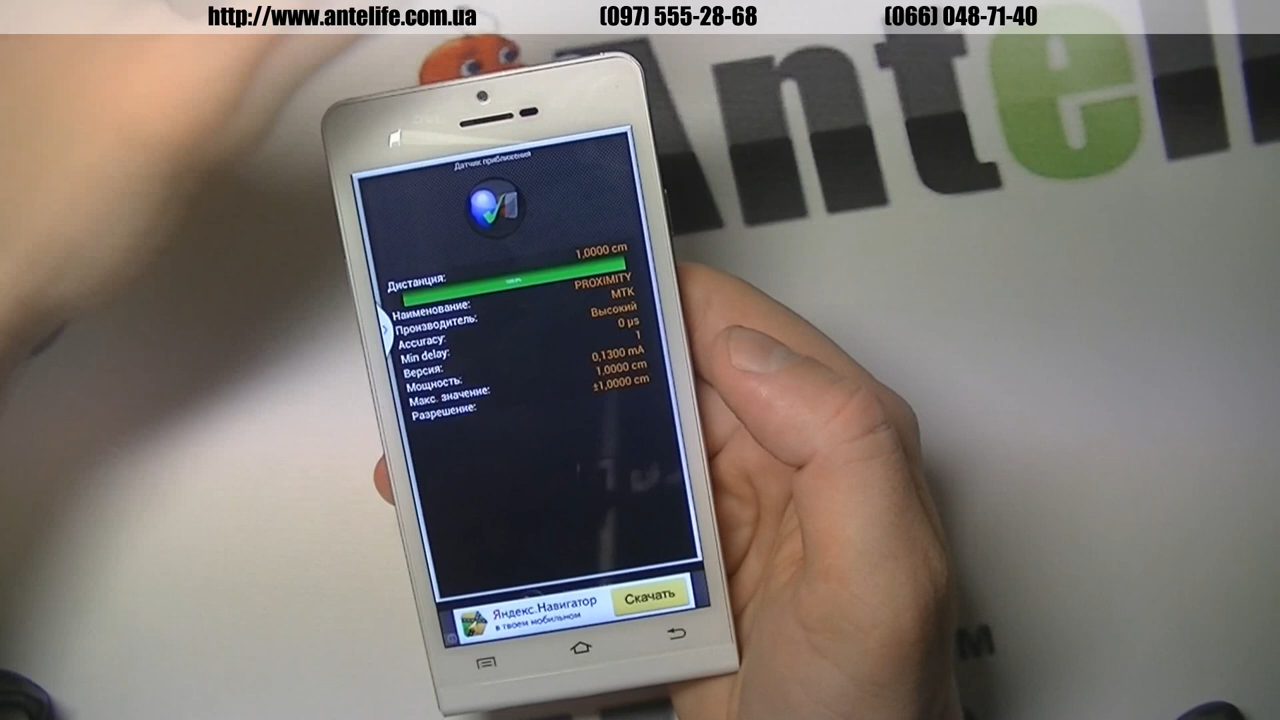 http://www.antelife.com.ua (097) 555-28-68 (066) 048-71-40
Antel
Датчик приближения
Дистанция: 1,0000 cm
Наименование: PROXIMITY
Производитель: MTK
Accuracy: Высокий
Min delay: 0 µs
Версия: 1
Мощность: 0,1300 mA
Макс. значение: 1,0000 cm
Разрешение: ±1,0000 cm
Яндекс.Навигатор
в твоем мобильном
Скачать